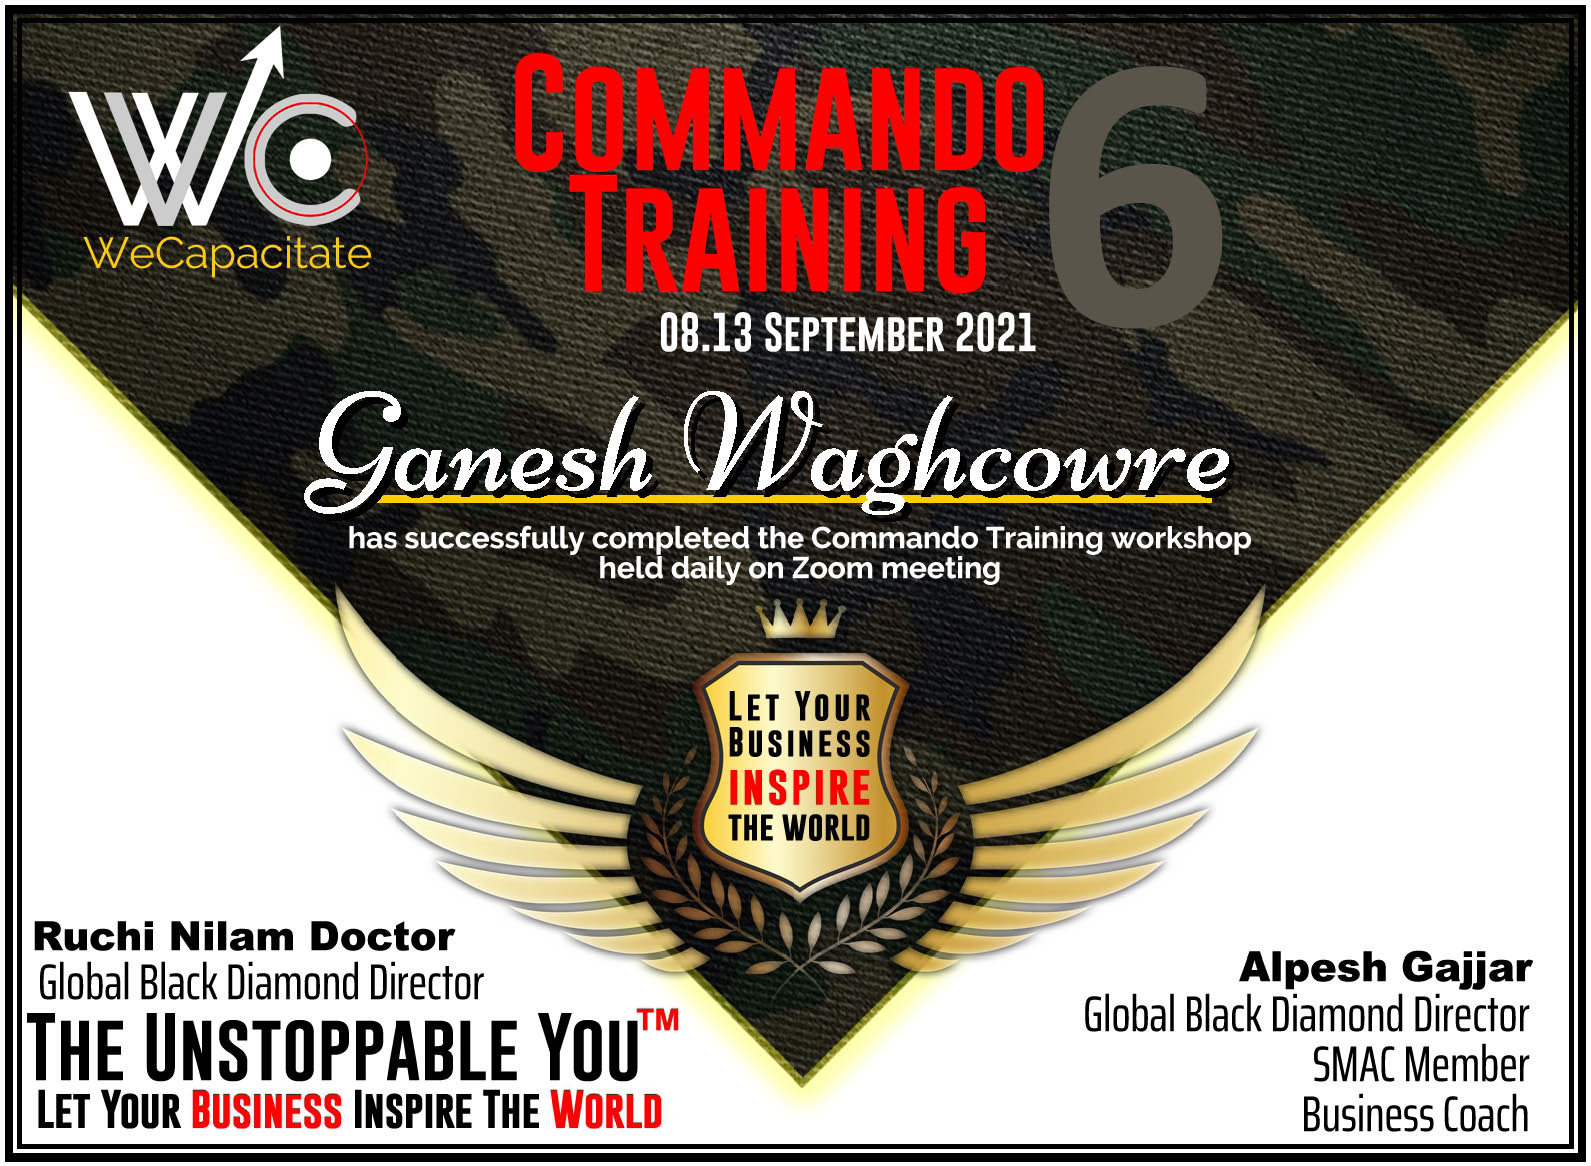 WC
WeCapacitate
COMMANDO
TRAINING
6
08.13 SEPTEMBER 2021
Ganesh Waghcowre
has successfully completed the Commando Training workshop
held daily on Zoom meeting
LET YOUR
BUSINESS
INSPIRE
THE WORLD
Ruchi Nilam Doctor
Global Black Diamond Director
THE UNSTOPPABLE YOU™
LET YOUR BUSINESS INSPIRE THE WORLD
Alpesh Gajjar
Global Black Diamond Director
SMAC Member
Business Coach